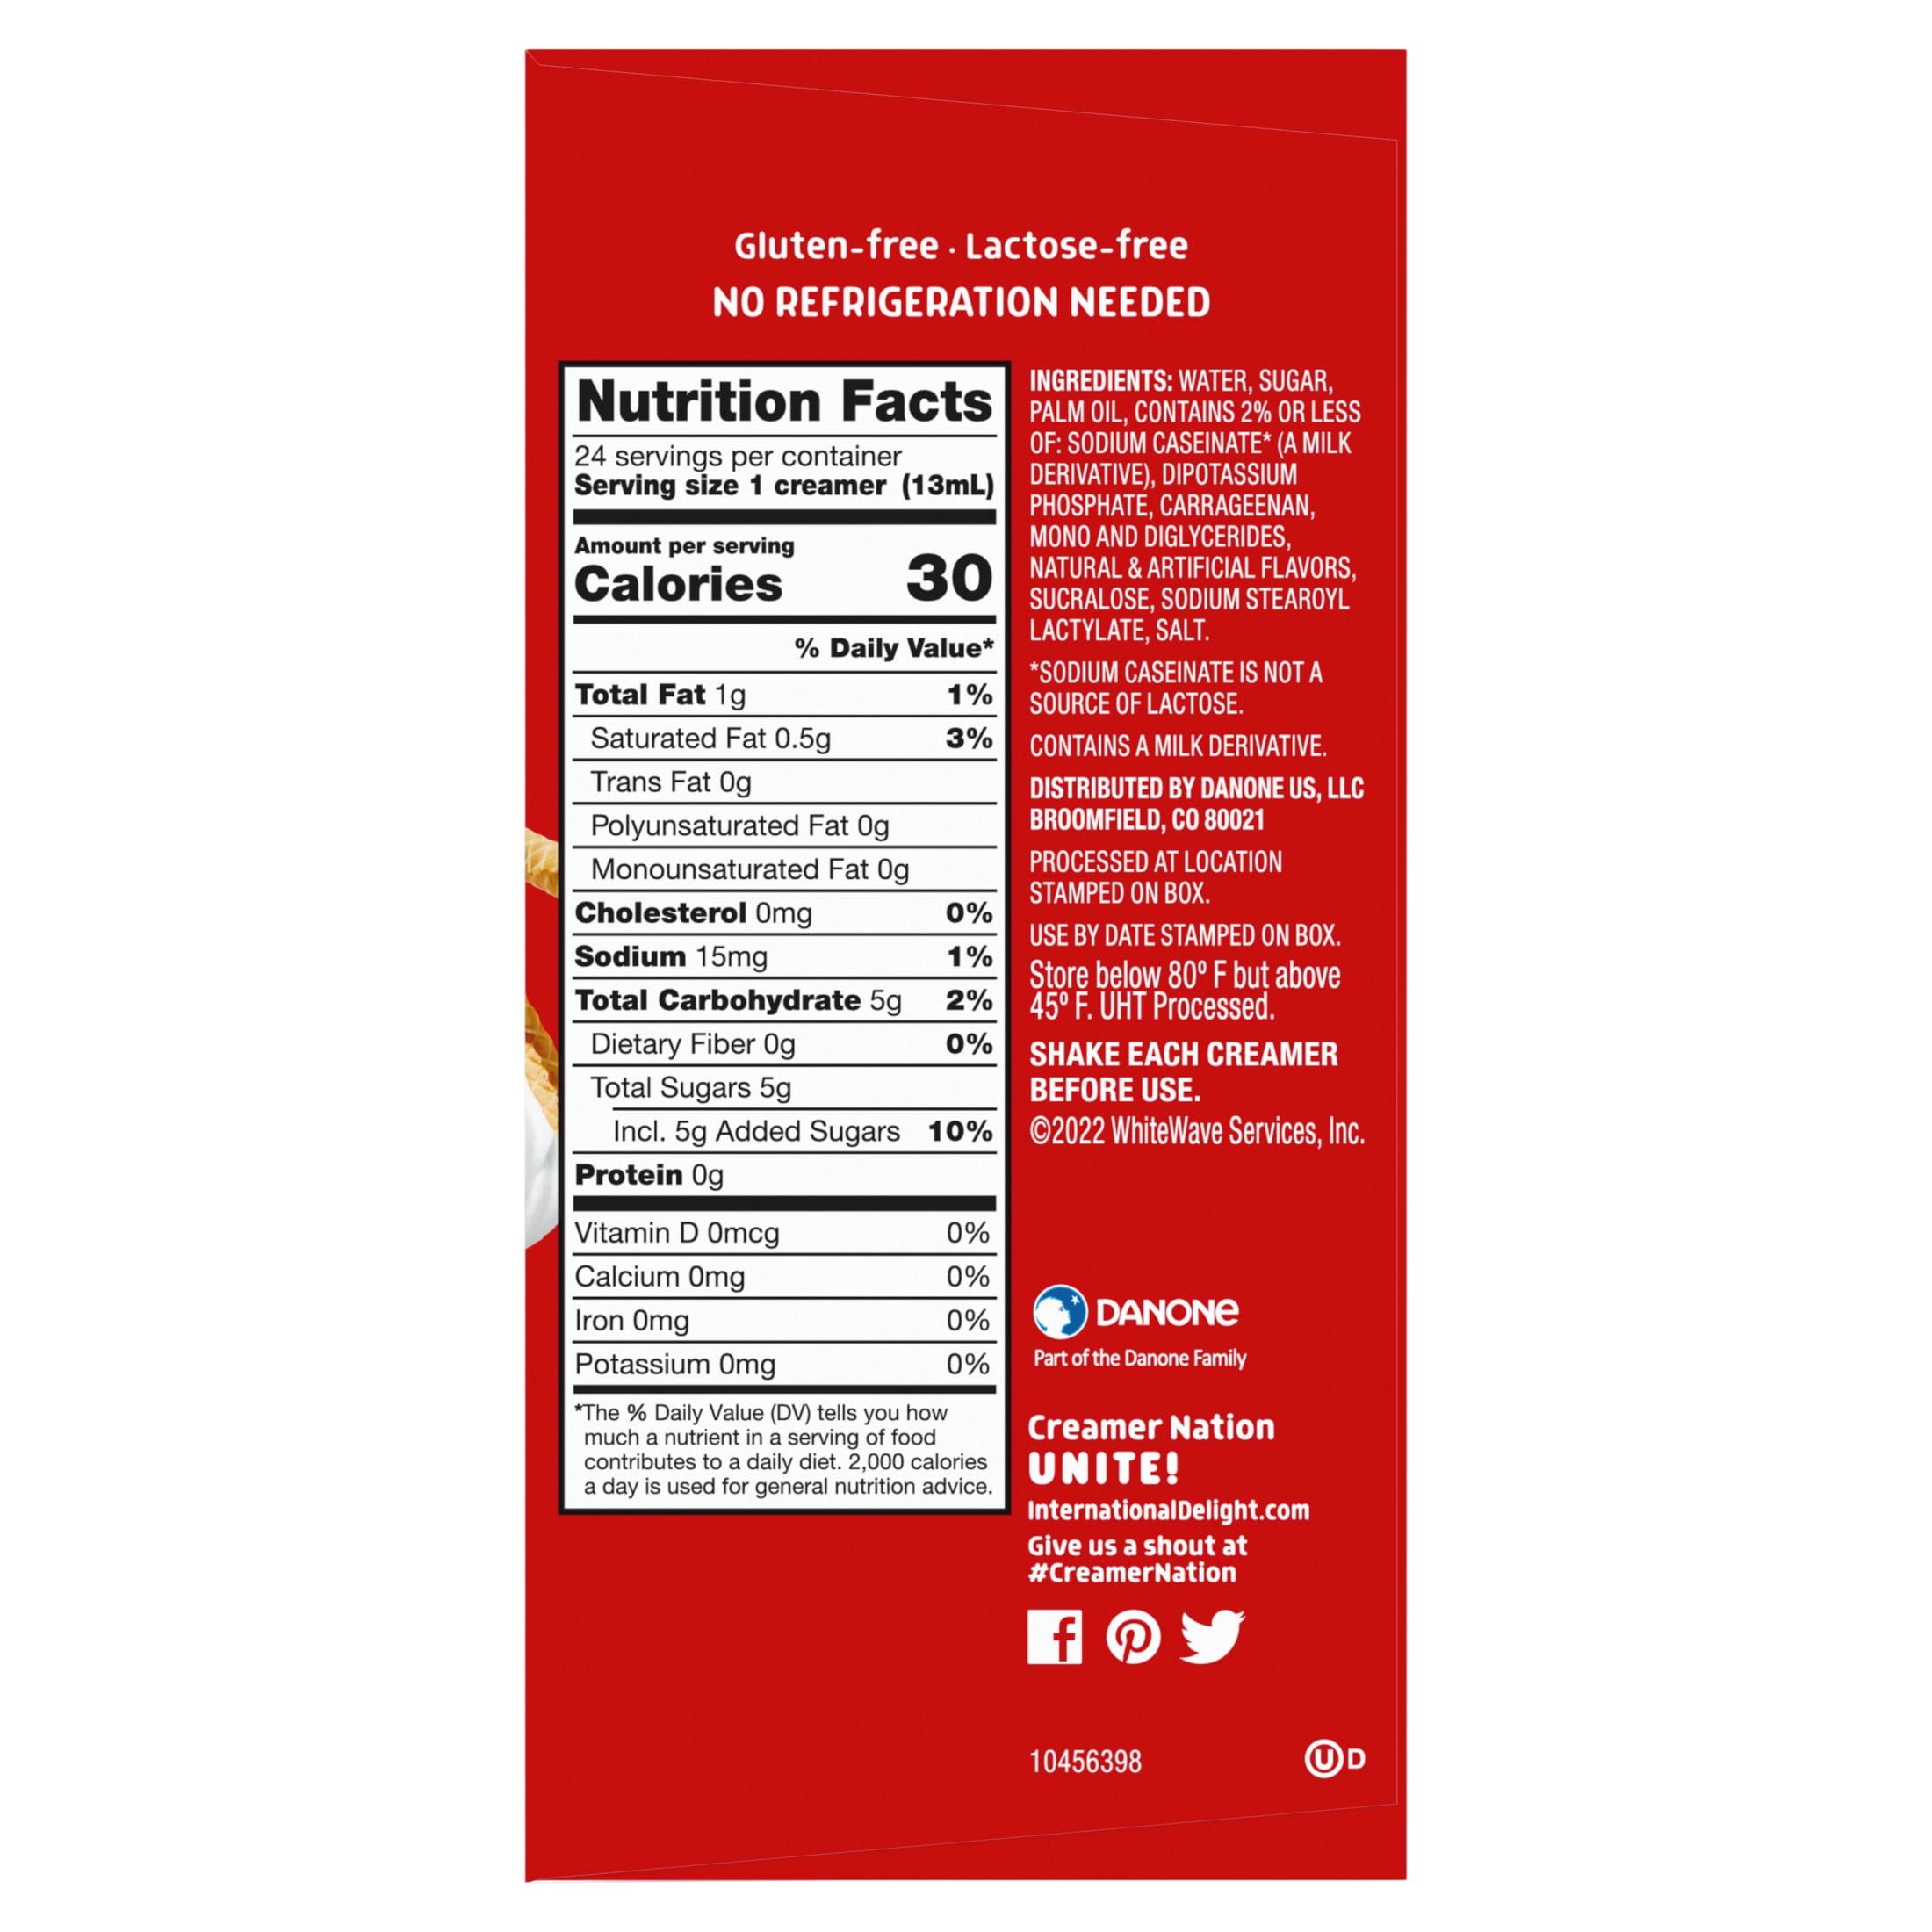 Gluten-free · Lactose-free
NO REFRIGERATION NEEDED
Nutrition Facts
24 servings per container
Serving size 1 creamer (13mL)
Amount per serving
Calories 30
% Daily Value*
Total Fat 1g 1%
Saturated Fat 0.5g 3%
Trans Fat 0g
Polyunsaturated Fat 0g
Monounsaturated Fat 0g
Cholesterol 0mg 0%
Sodium 15mg 1%
Total Carbohydrate 5g 2%
Dietary Fiber 0g 0%
Total Sugars 5g
Incl. 5g Added Sugars 10%
Protein 0g
Vitamin D 0mcg 0%
Calcium 0mg 0%
Iron 0mg 0%
Potassium 0mg 0%
*The % Daily Value (DV) tells you how
much a nutrient in a serving of food
contributes to a daily diet. 2,000 calories
a day is used for general nutrition advice.
INGREDIENTS: WATER, SUGAR,
PALM OIL, CONTAINS 2% OR LESS
OF: SODIUM CASEINATE* (A MILK
DERIVATIVE), DIPOTASSIUM
PHOSPHATE, CARRAGEENAN,
MONO AND DIGLYCERIDES,
NATURAL & ARTIFICIAL FLAVORS,
SUCRALOSE, SODIUM STEAROYL
LACTYLATE, SALT.
*SODIUM CASEINATE IS NOT A
SOURCE OF LACTOSE.
CONTAINS A MILK DERIVATIVE.
DISTRIBUTED BY DANONE US, LLC
BROOMFIELD, CO 80021
PROCESSED AT LOCATION
STAMPED ON BOX.
USE BY DATE STAMPED ON BOX.
Store below 80º F but above
45º F. UHT Processed.
SHAKE EACH CREAMER
BEFORE USE.
©2022 WhiteWave Services, Inc.
DANONE
Part of the Danone Family
Creamer Nation
UNITE!
InternationalDelight.com
Give us a shout at
#CreamerNation
10456398
U D